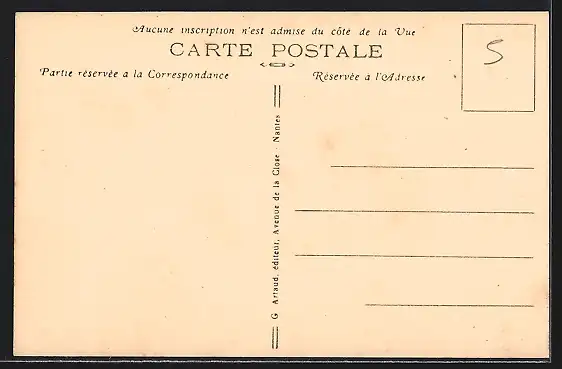 Aucune inscription n'est admise du côté de la Vue
CARTE POSTALE
Partie réservée a la Correspondance
Réservée a l'Adresse
5
G Artaud, éditeur, Avenue de la Close - Nantes